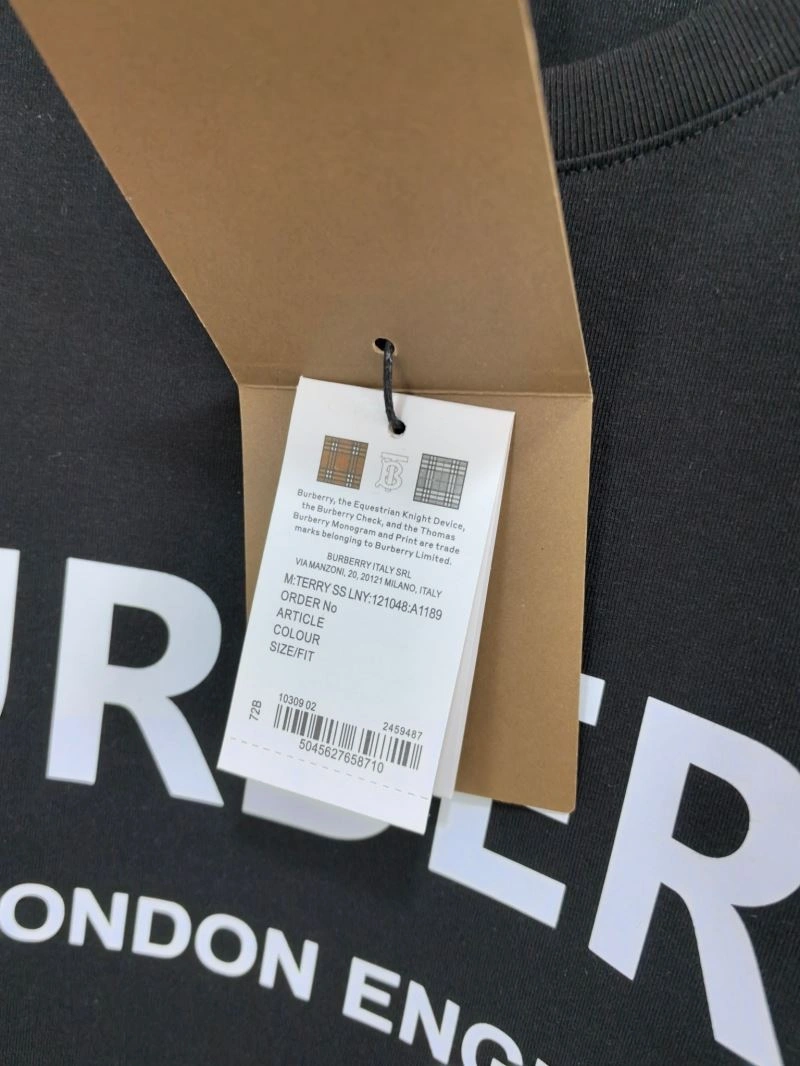 Burberry, the Equestrian Knight Device,
the Burberry Check, and the Thomas
Burberry Monogram and Print are trade
marks belonging to Burberry Limited.
BURBERRY ITALY SRL
VIA MANZONI, 20, 20121 MILANO, ITALY
M:TERRY SS LNY:121048:A1189
ORDER No
ARTICLE
COLOUR
SIZE/FIT
72B
10309 02
2459487
5045627658710
URBER
LONDON ENG